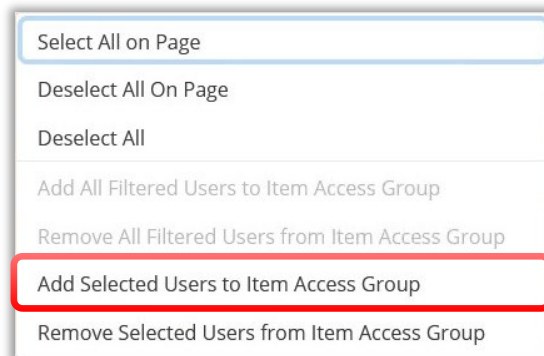 Select All on Page
Deselect All On Page
Deselect All
Add All Filtered Users to Item Access Group
Remove All Filtered Users from Item Access Group
Add Selected Users to Item Access Group
Remove Selected Users from Item Access Group